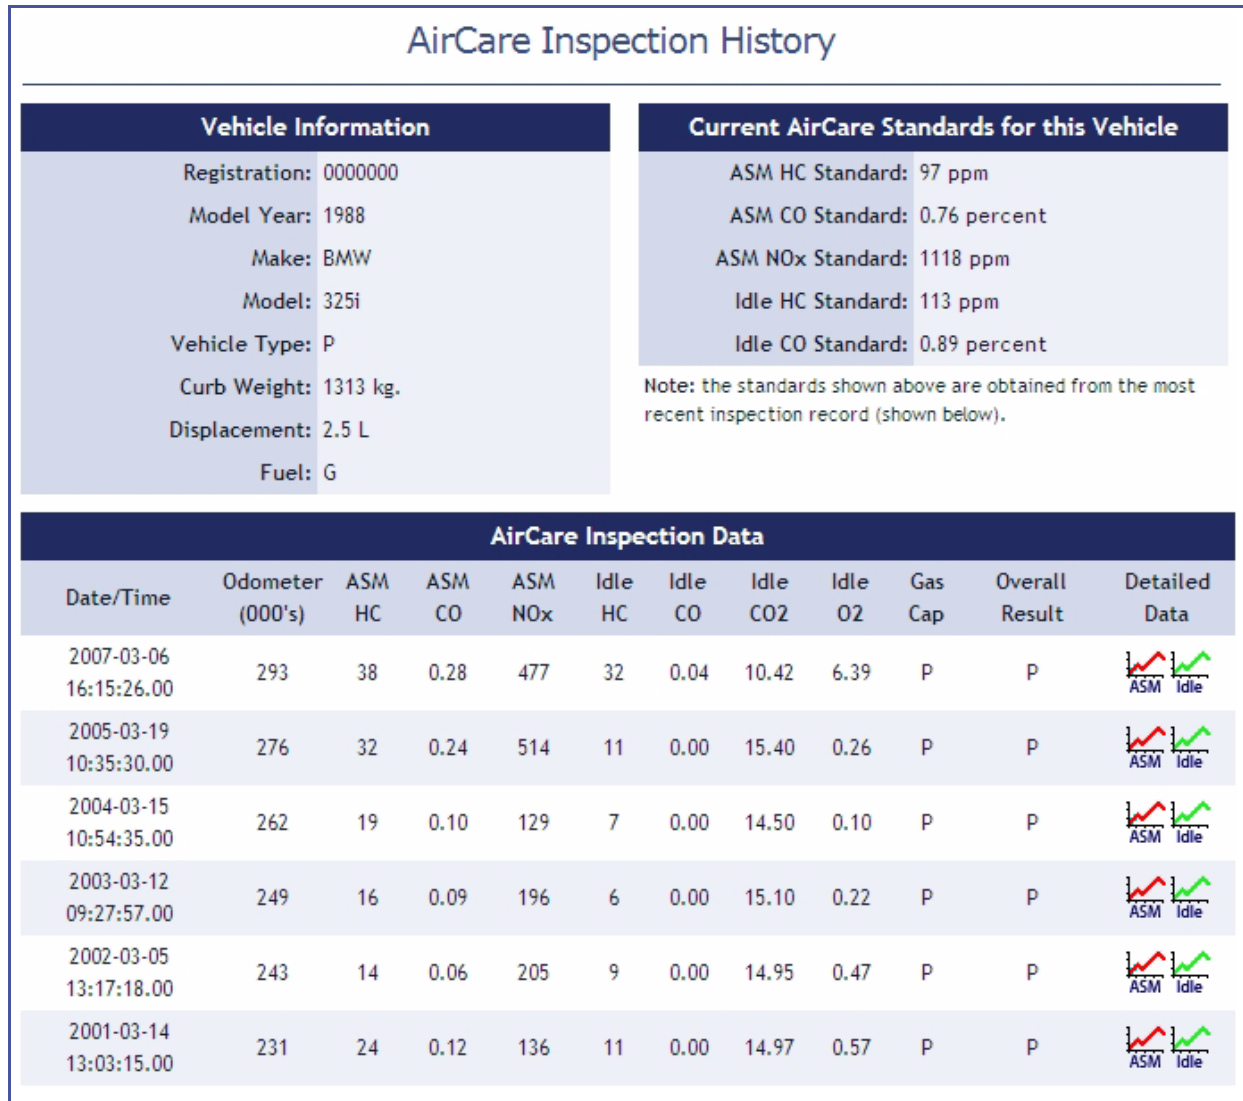 AirCare Inspection History
Vehicle Information
Registration: 0000000
Model Year: 1988
Make: BMW
Model: 325i
Vehicle Type: P
Curb Weight: 1313 kg.
Displacement: 2.5 L
Fuel: G
Current AirCare Standards for this Vehicle
ASM HC Standard: 97 ppm
ASM CO Standard: 0.76 percent
ASM NOx Standard: 1118 ppm
Idle HC Standard: 113 ppm
Idle CO Standard: 0.89 percent
Note: the standards shown above are obtained from the most
recent inspection record (shown below).
AirCare Inspection Data
Date/Time Odometer (000's) ASM HC ASM CO ASM NOx Idle HC Idle CO Idle CO2 Idle O2 Gas Cap Overall Result Detailed Data
2007-03-06 16:15:26.00 293 38 0.28 477 32 0.04 10.42 6.39 P P ASM Idle
2005-03-19 10:35:30.00 276 32 0.24 514 11 0.00 15.40 0.26 P P ASM Idle
2004-03-15 10:54:35.00 262 19 0.10 129 7 0.00 14.50 0.10 P P ASM Idle
2003-03-12 09:27:57.00 249 16 0.09 196 6 0.00 15.10 0.22 P P ASM Idle
2002-03-05 13:17:18.00 243 14 0.06 205 9 0.00 14.95 0.47 P P ASM Idle
2001-03-14 13:03:15.00 231 24 0.12 136 11 0.00 14.97 0.57 P P ASM Idle